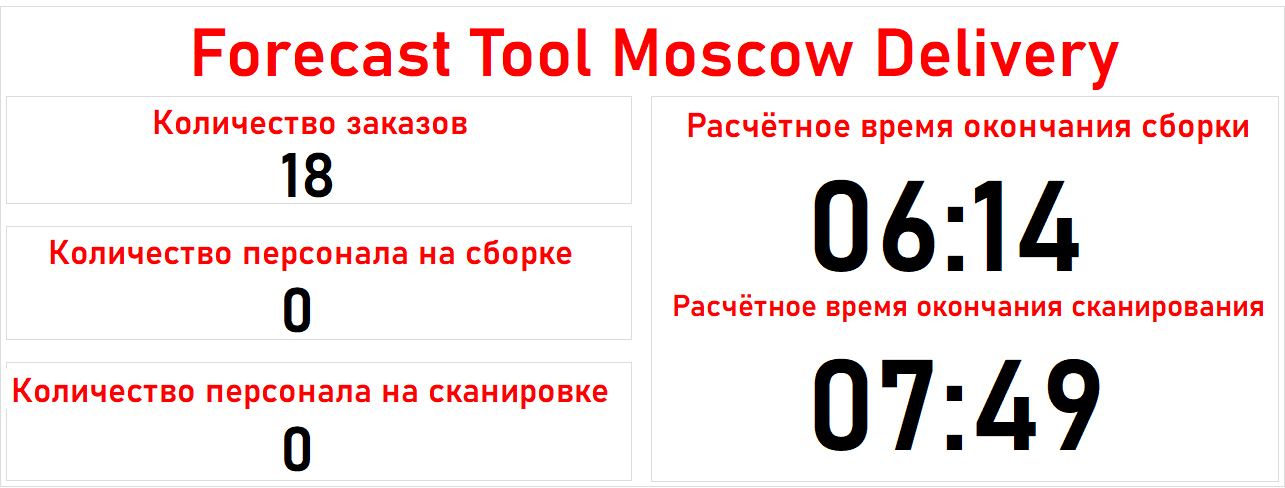 Forecast Tool Moscow Delivery
Количество заказов
18
Количество персонала на сборке
0
Количество персонала на сканировке
0
Расчётное время окончания сборки
06:14
Расчётное время окончания сканирования
07:49